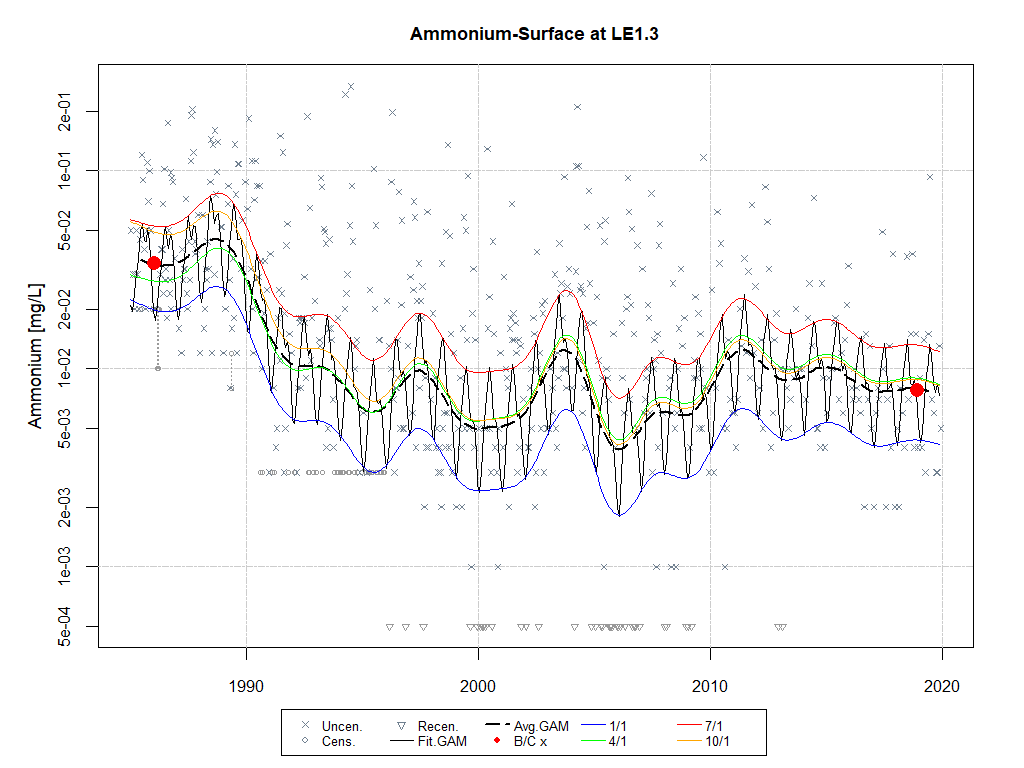 Ammonium-Surface at LE1.3
Ammonium [mg/L]
2e-01
1e-01
5e-02
2e-02
1e-02
5e-03
2e-03
1e-03
5e-04
1990 2000 2010 2020
Uncen. Recen. Avg.GAM 1/1 7/1
Cens. Fit.GAM B/C x 4/1 10/1